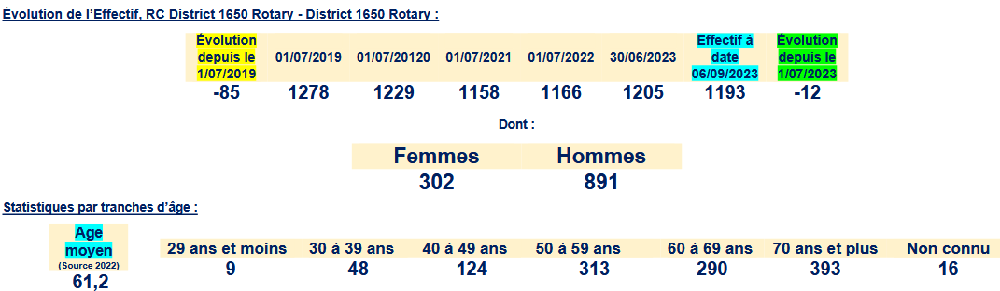 Évolution de l’Effectif, RC District 1650 Rotary - District 1650 Rotary :
Évolution depuis le 1/07/2019 01/07/2019 01/07/20120 01/07/2021 01/07/2022 30/06/2023 Effectif à date 06/09/2023 Évolution depuis le 1/07/2023
-85 1278 1229 1158 1166 1205 1193 -12
Dont :
Femmes Hommes
302 891
Statistiques par tranches d’âge :
Age moyen (Source 2022) 29 ans et moins 30 à 39 ans 40 à 49 ans 50 à 59 ans 60 à 69 ans 70 ans et plus Non connu
61,2 9 48 124 313 290 393 16